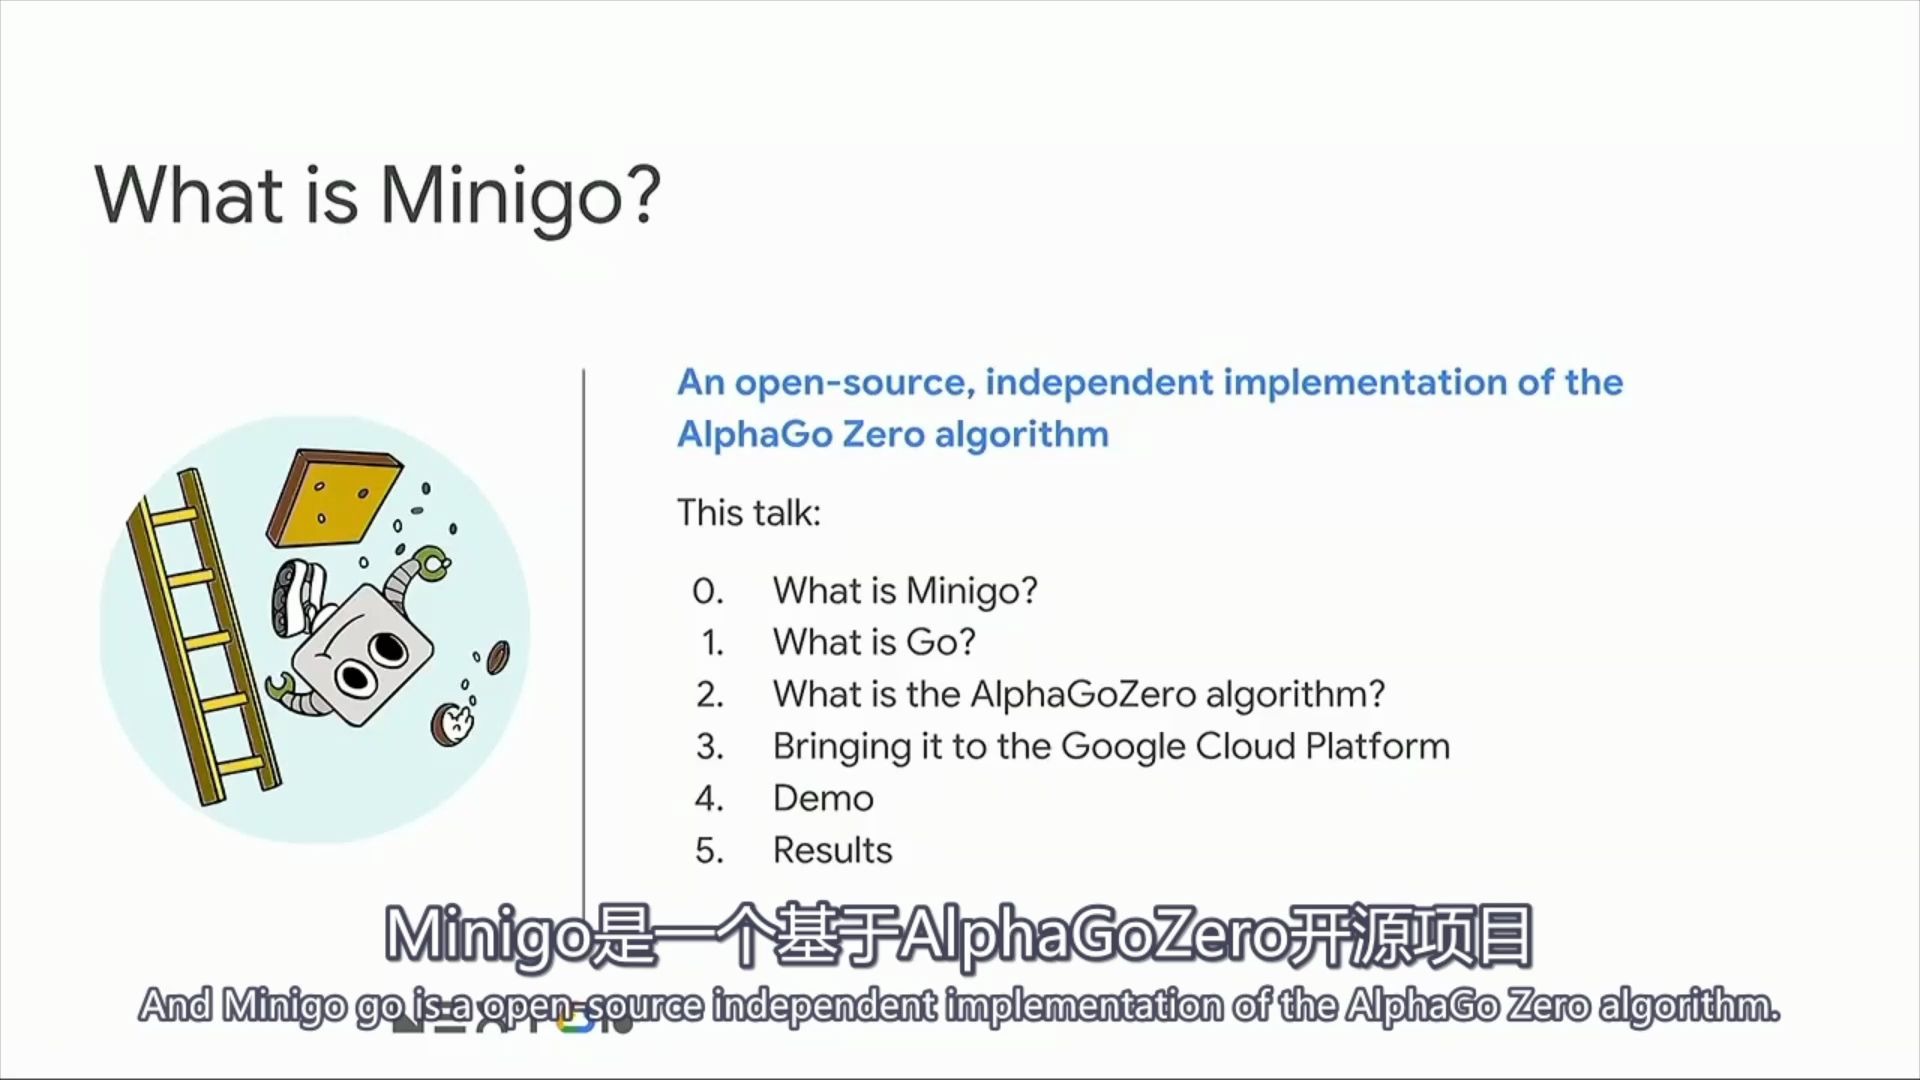 What is Minigo?
An open-source, independent implementation of the
AlphaGo Zero algorithm
This talk:
0. What is Minigo?
1. What is Go?
2. What is the AlphaGoZero algorithm?
3. Bringing it to the Google Cloud Platform
4. Demo
5. Results
Minigo是一个基于AlphaGoZero开源项目
And Minigo go is a open-source independent implementation of the AlphaGo Zero algorithm.